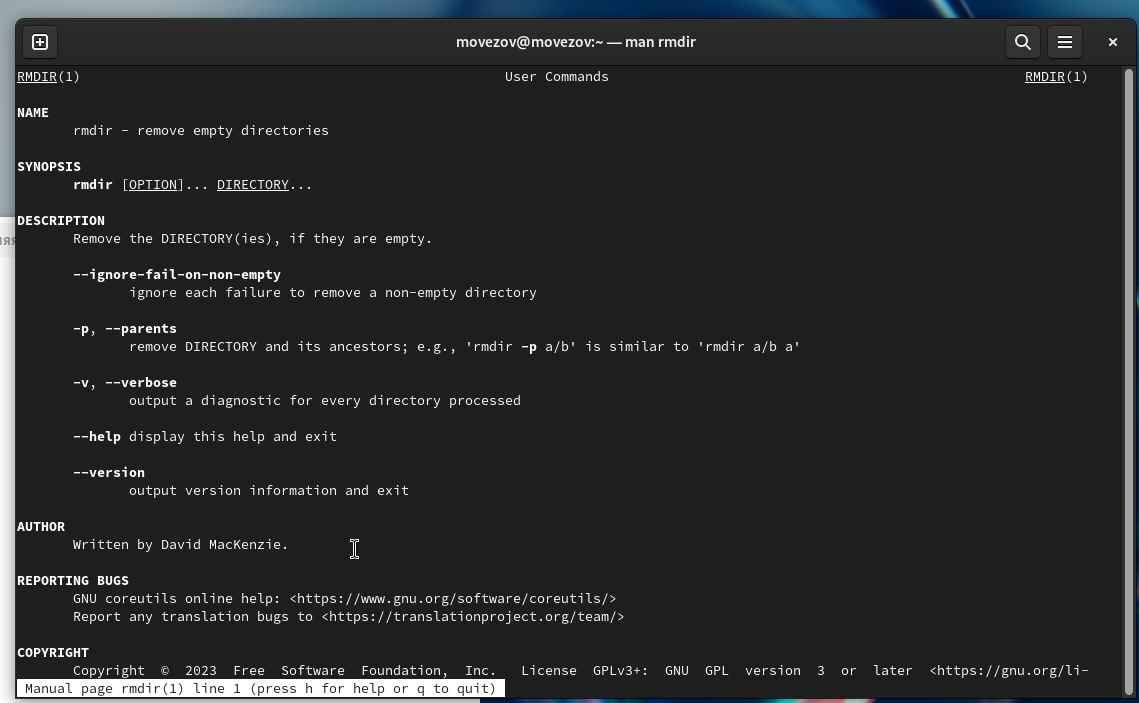 movezov@movezov:~ — man rmdir
RMDIR(1) User Commands RMDIR(1)
NAME
rmdir - remove empty directories
SYNOPSIS
rmdir [OPTION]... DIRECTORY...
DESCRIPTION
Remove the DIRECTORY(ies), if they are empty.
--ignore-fail-on-non-empty
ignore each failure to remove a non-empty directory
-p, --parents
remove DIRECTORY and its ancestors; e.g., 'rmdir -p a/b' is similar to 'rmdir a/b a'
-v, --verbose
output a diagnostic for every directory processed
--help display this help and exit
--version
output version information and exit
AUTHOR
Written by David MacKenzie.
REPORTING BUGS
GNU coreutils online help: <https://www.gnu.org/software/coreutils/>
Report any translation bugs to <https://translationproject.org/team/>
COPYRIGHT
Copyright © 2023 Free Software Foundation, Inc. License GPLv3+: GNU GPL version 3 or later <https://gnu.org/li-
Manual page rmdir(1) line 1 (press h for help or q to quit)